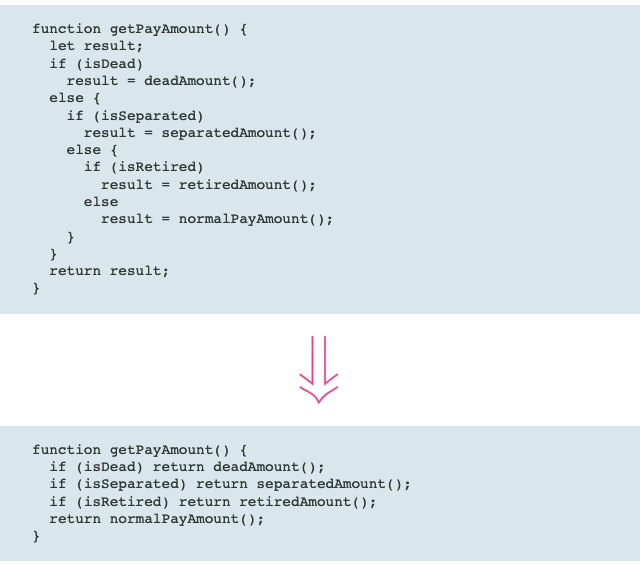 function getPayAmount() {
  let result;
  if (isDead)
    result = deadAmount();
  else {
    if (isSeparated)
      result = separatedAmount();
    else {
      if (isRetired)
        result = retiredAmount();
      else
        result = normalPayAmount();
    }
  }
  return result;
}
function getPayAmount() {
  if (isDead) return deadAmount();
  if (isSeparated) return separatedAmount();
  if (isRetired) return retiredAmount();
  return normalPayAmount();
}